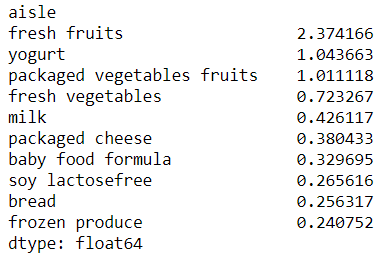 aisle
fresh fruits 2.374166
yogurt 1.043663
packaged vegetables fruits 1.011118
fresh vegetables 0.723267
milk 0.426117
packaged cheese 0.380433
baby food formula 0.329695
soy lactosefree 0.265616
bread 0.256317
frozen produce 0.240752
dtype: float64